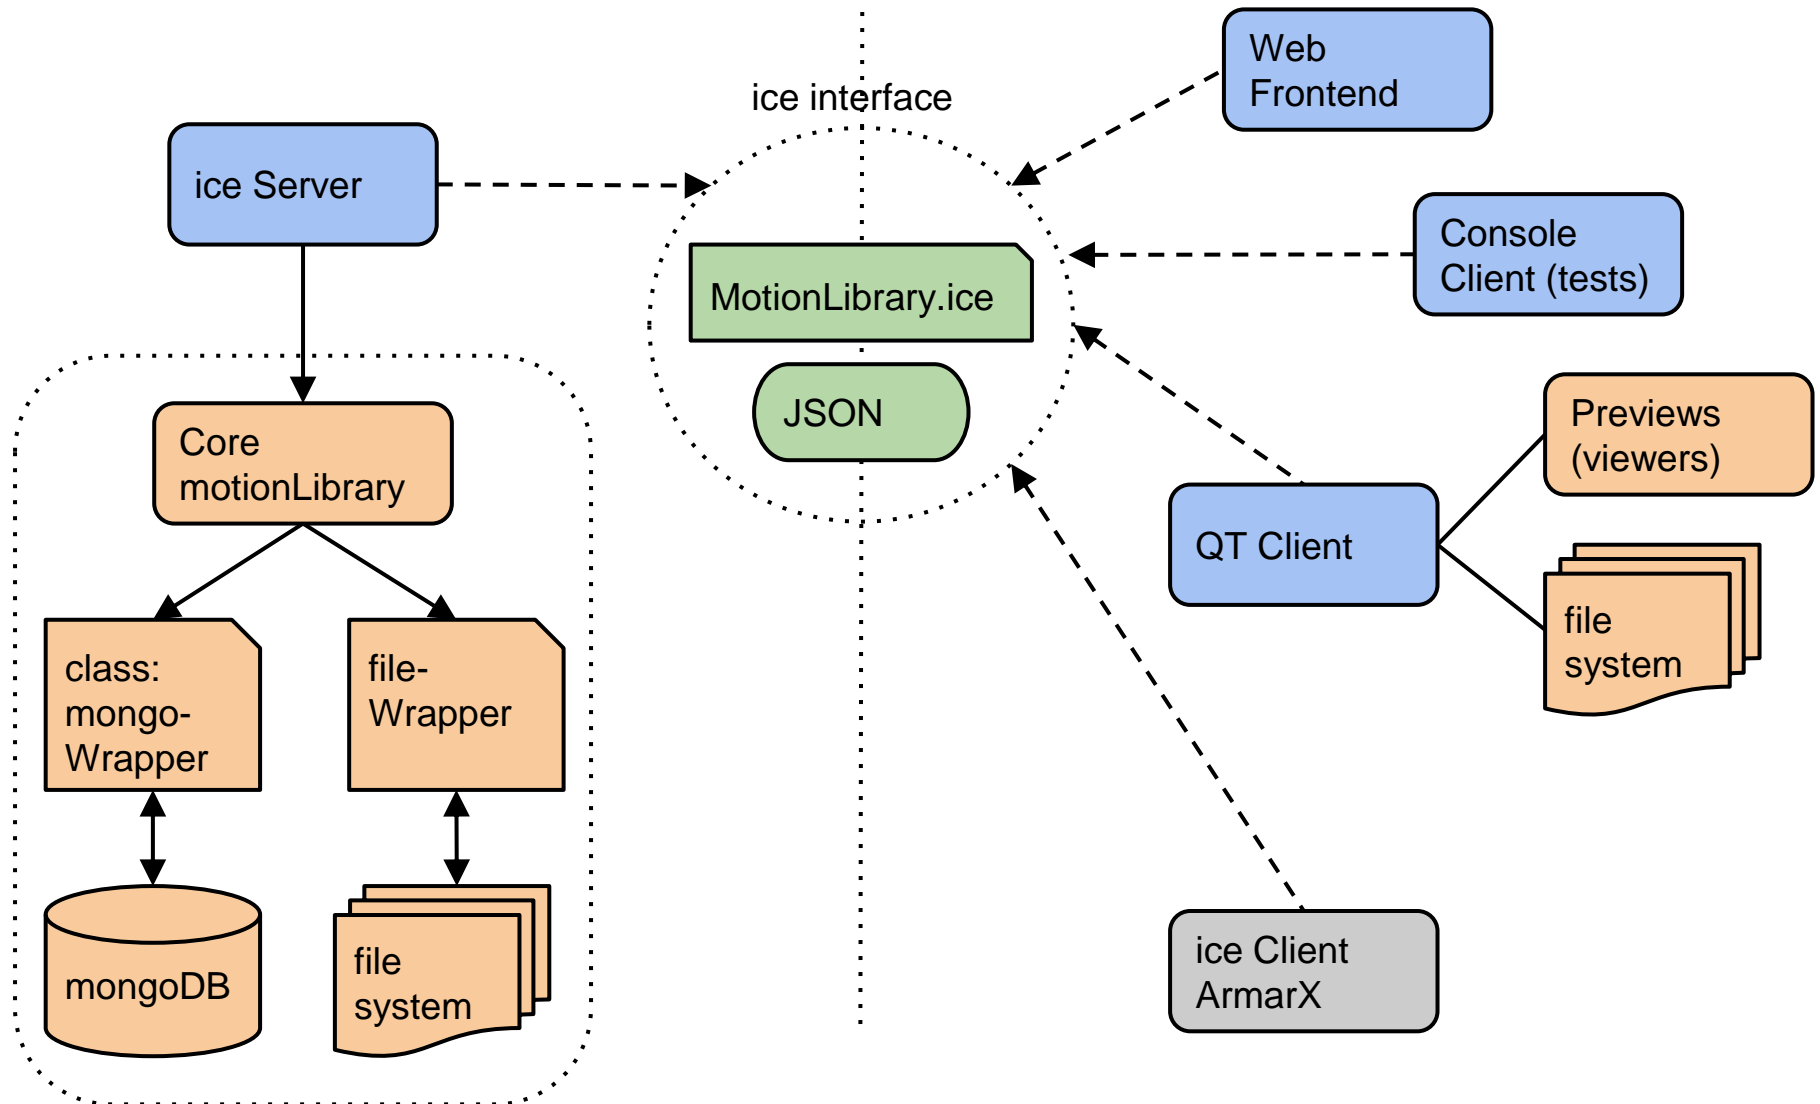 ice interface
Web
Frontend
ice Server
Console
Client (tests)
MotionLibrary.ice
JSON
Core
motionLibrary
Previews
(viewers)
QT Client
file
system
class:
mongo-
Wrapper
file-
Wrapper
mongoDB
file
system
ice Client
ArmarX